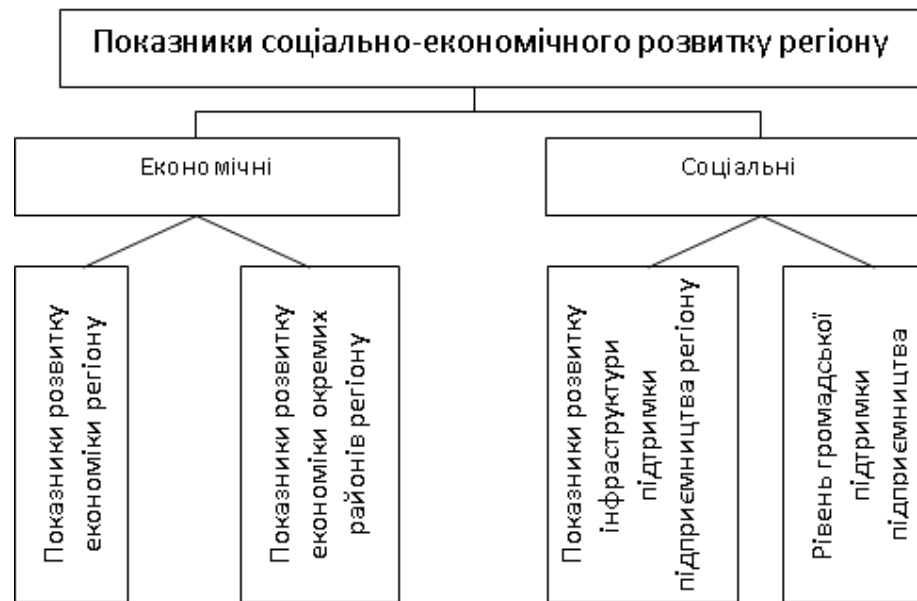 Показники соціально-економічного розвитку регіону
Економічні
Соціальні
Показники розвитку
економіки регіону
Показники розвитку
економіки окремих
районів регіону
Показники розвитку
інфраструктури
підтримки
підприємництва регіону
Рівень громадської
підтримки
підприємництва